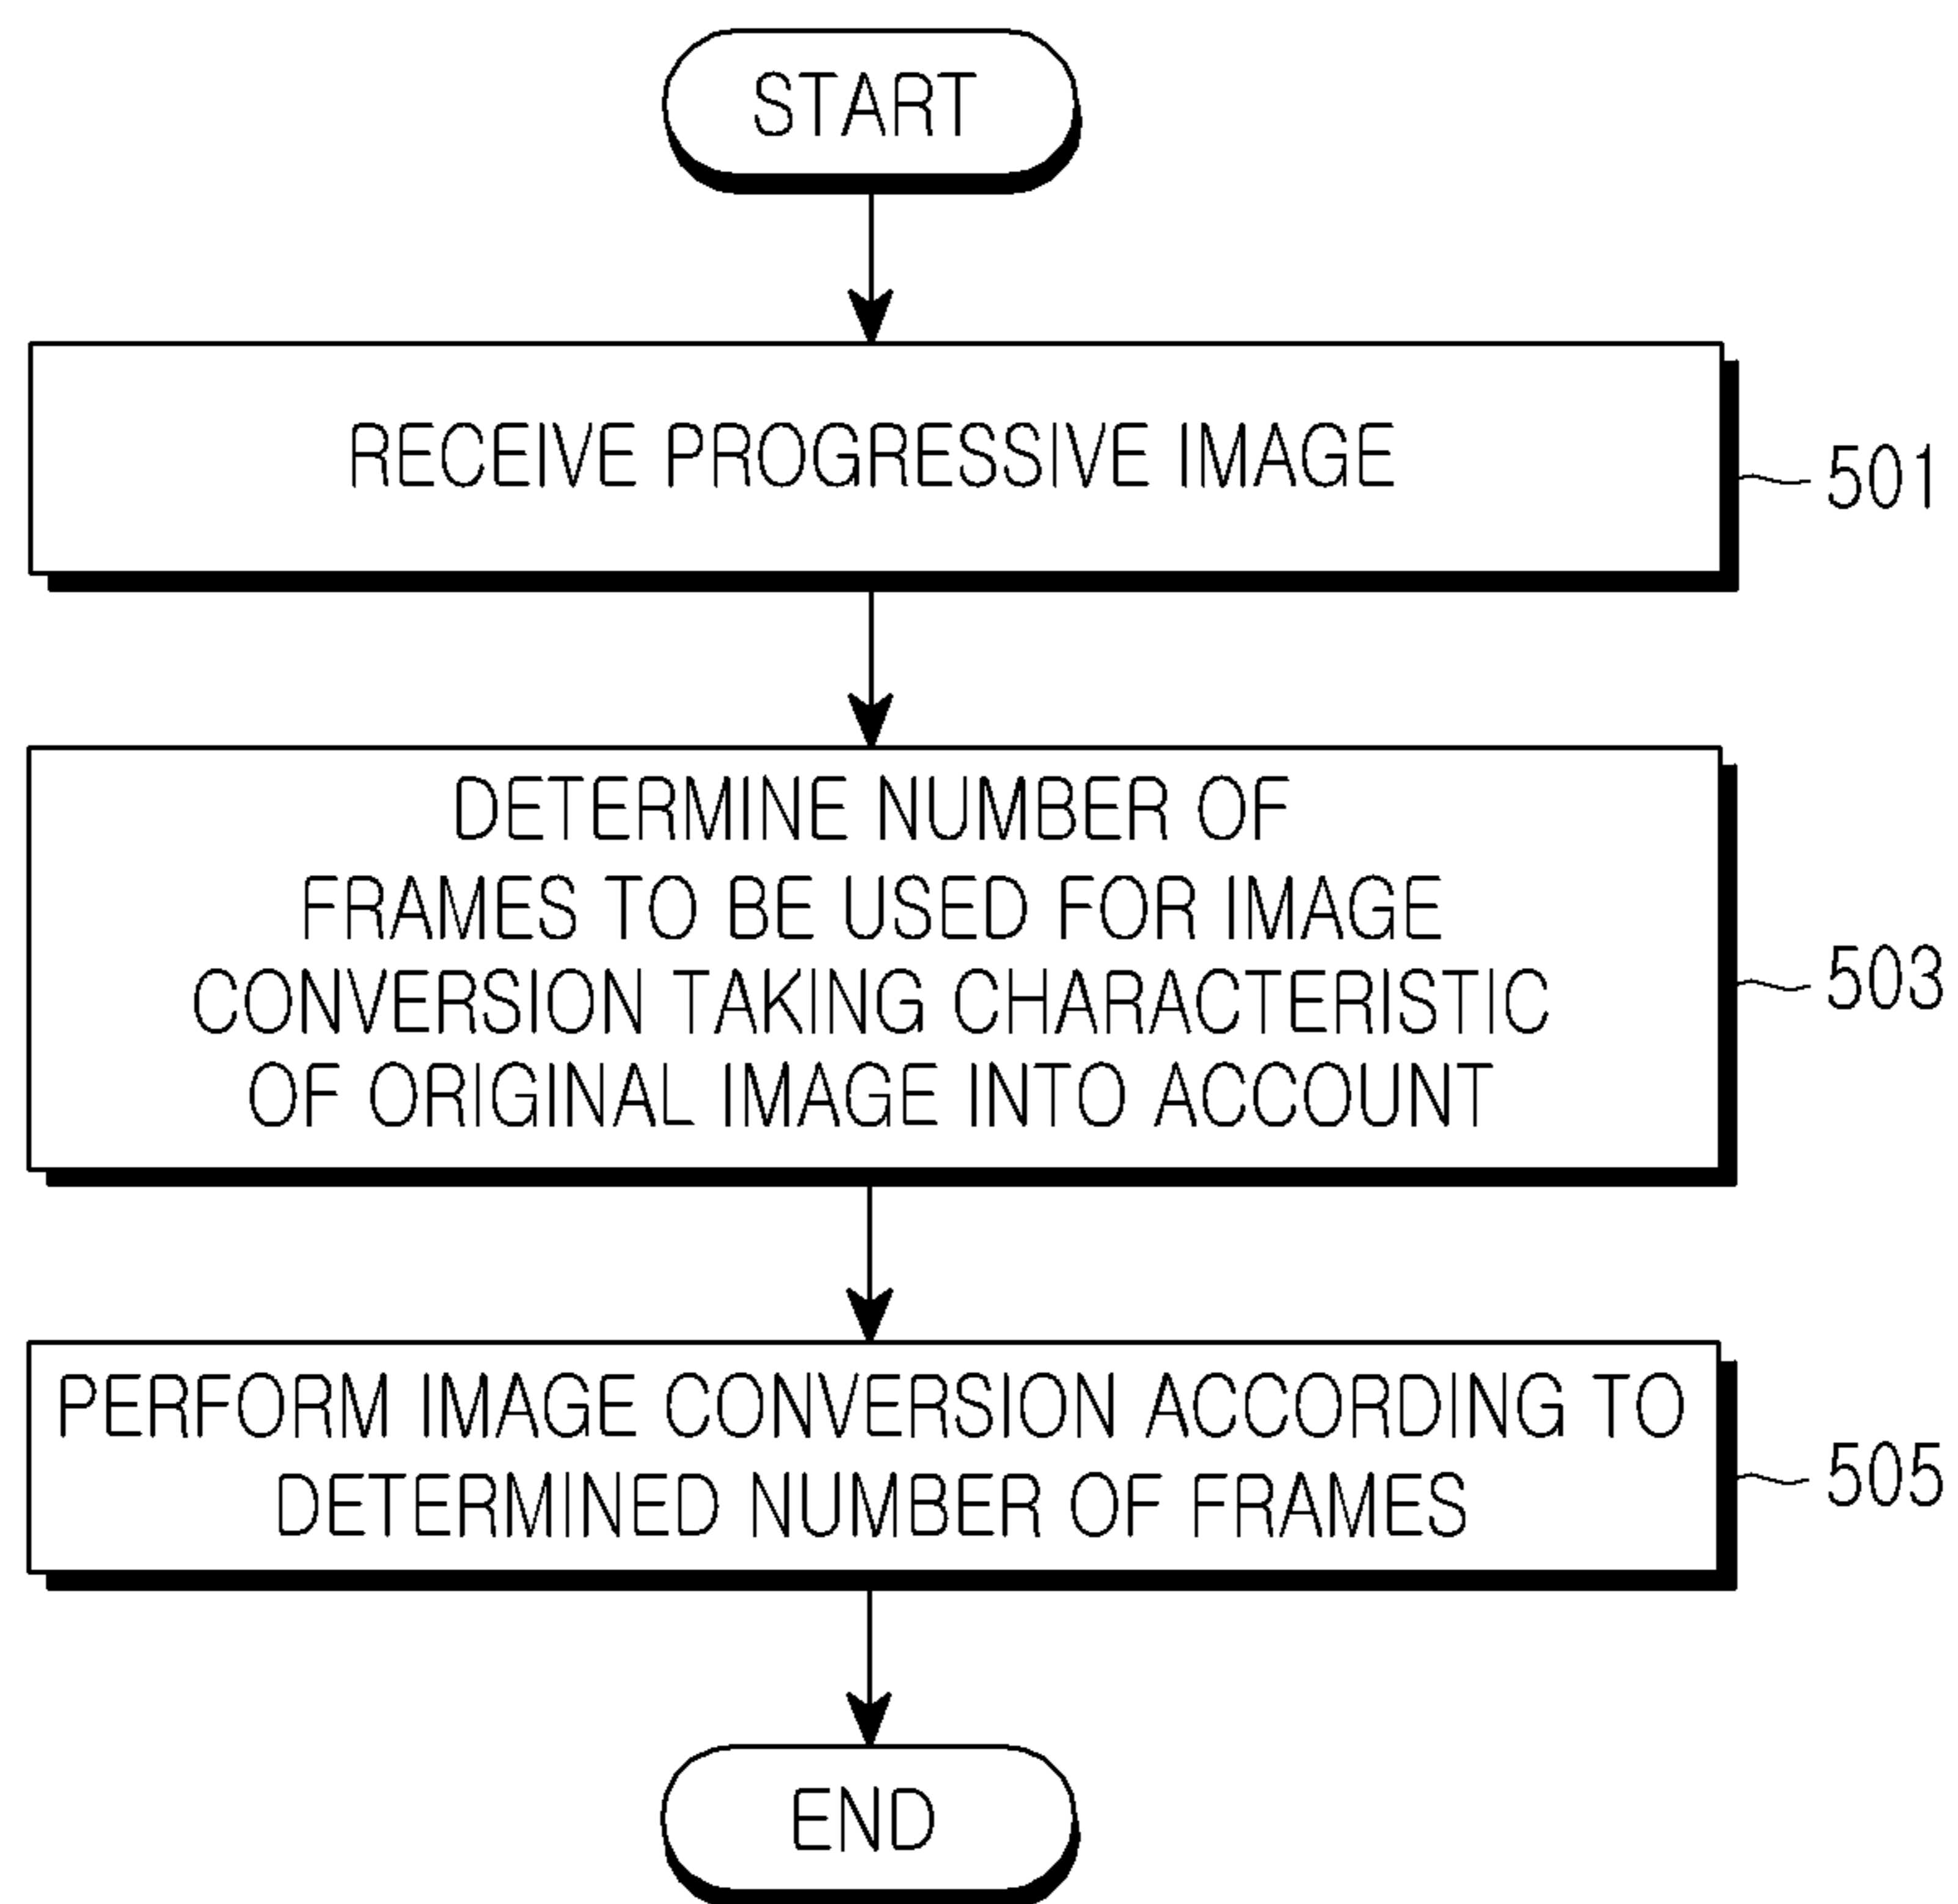 START
RECEIVE PROGRESSIVE IMAGE
501
DETERMINE NUMBER OF
FRAMES TO BE USED FOR IMAGE
CONVERSION TAKING CHARACTERISTIC
OF ORIGINAL IMAGE INTO ACCOUNT
503
PERFORM IMAGE CONVERSION ACCORDING TO
DETERMINED NUMBER OF FRAMES
505
END